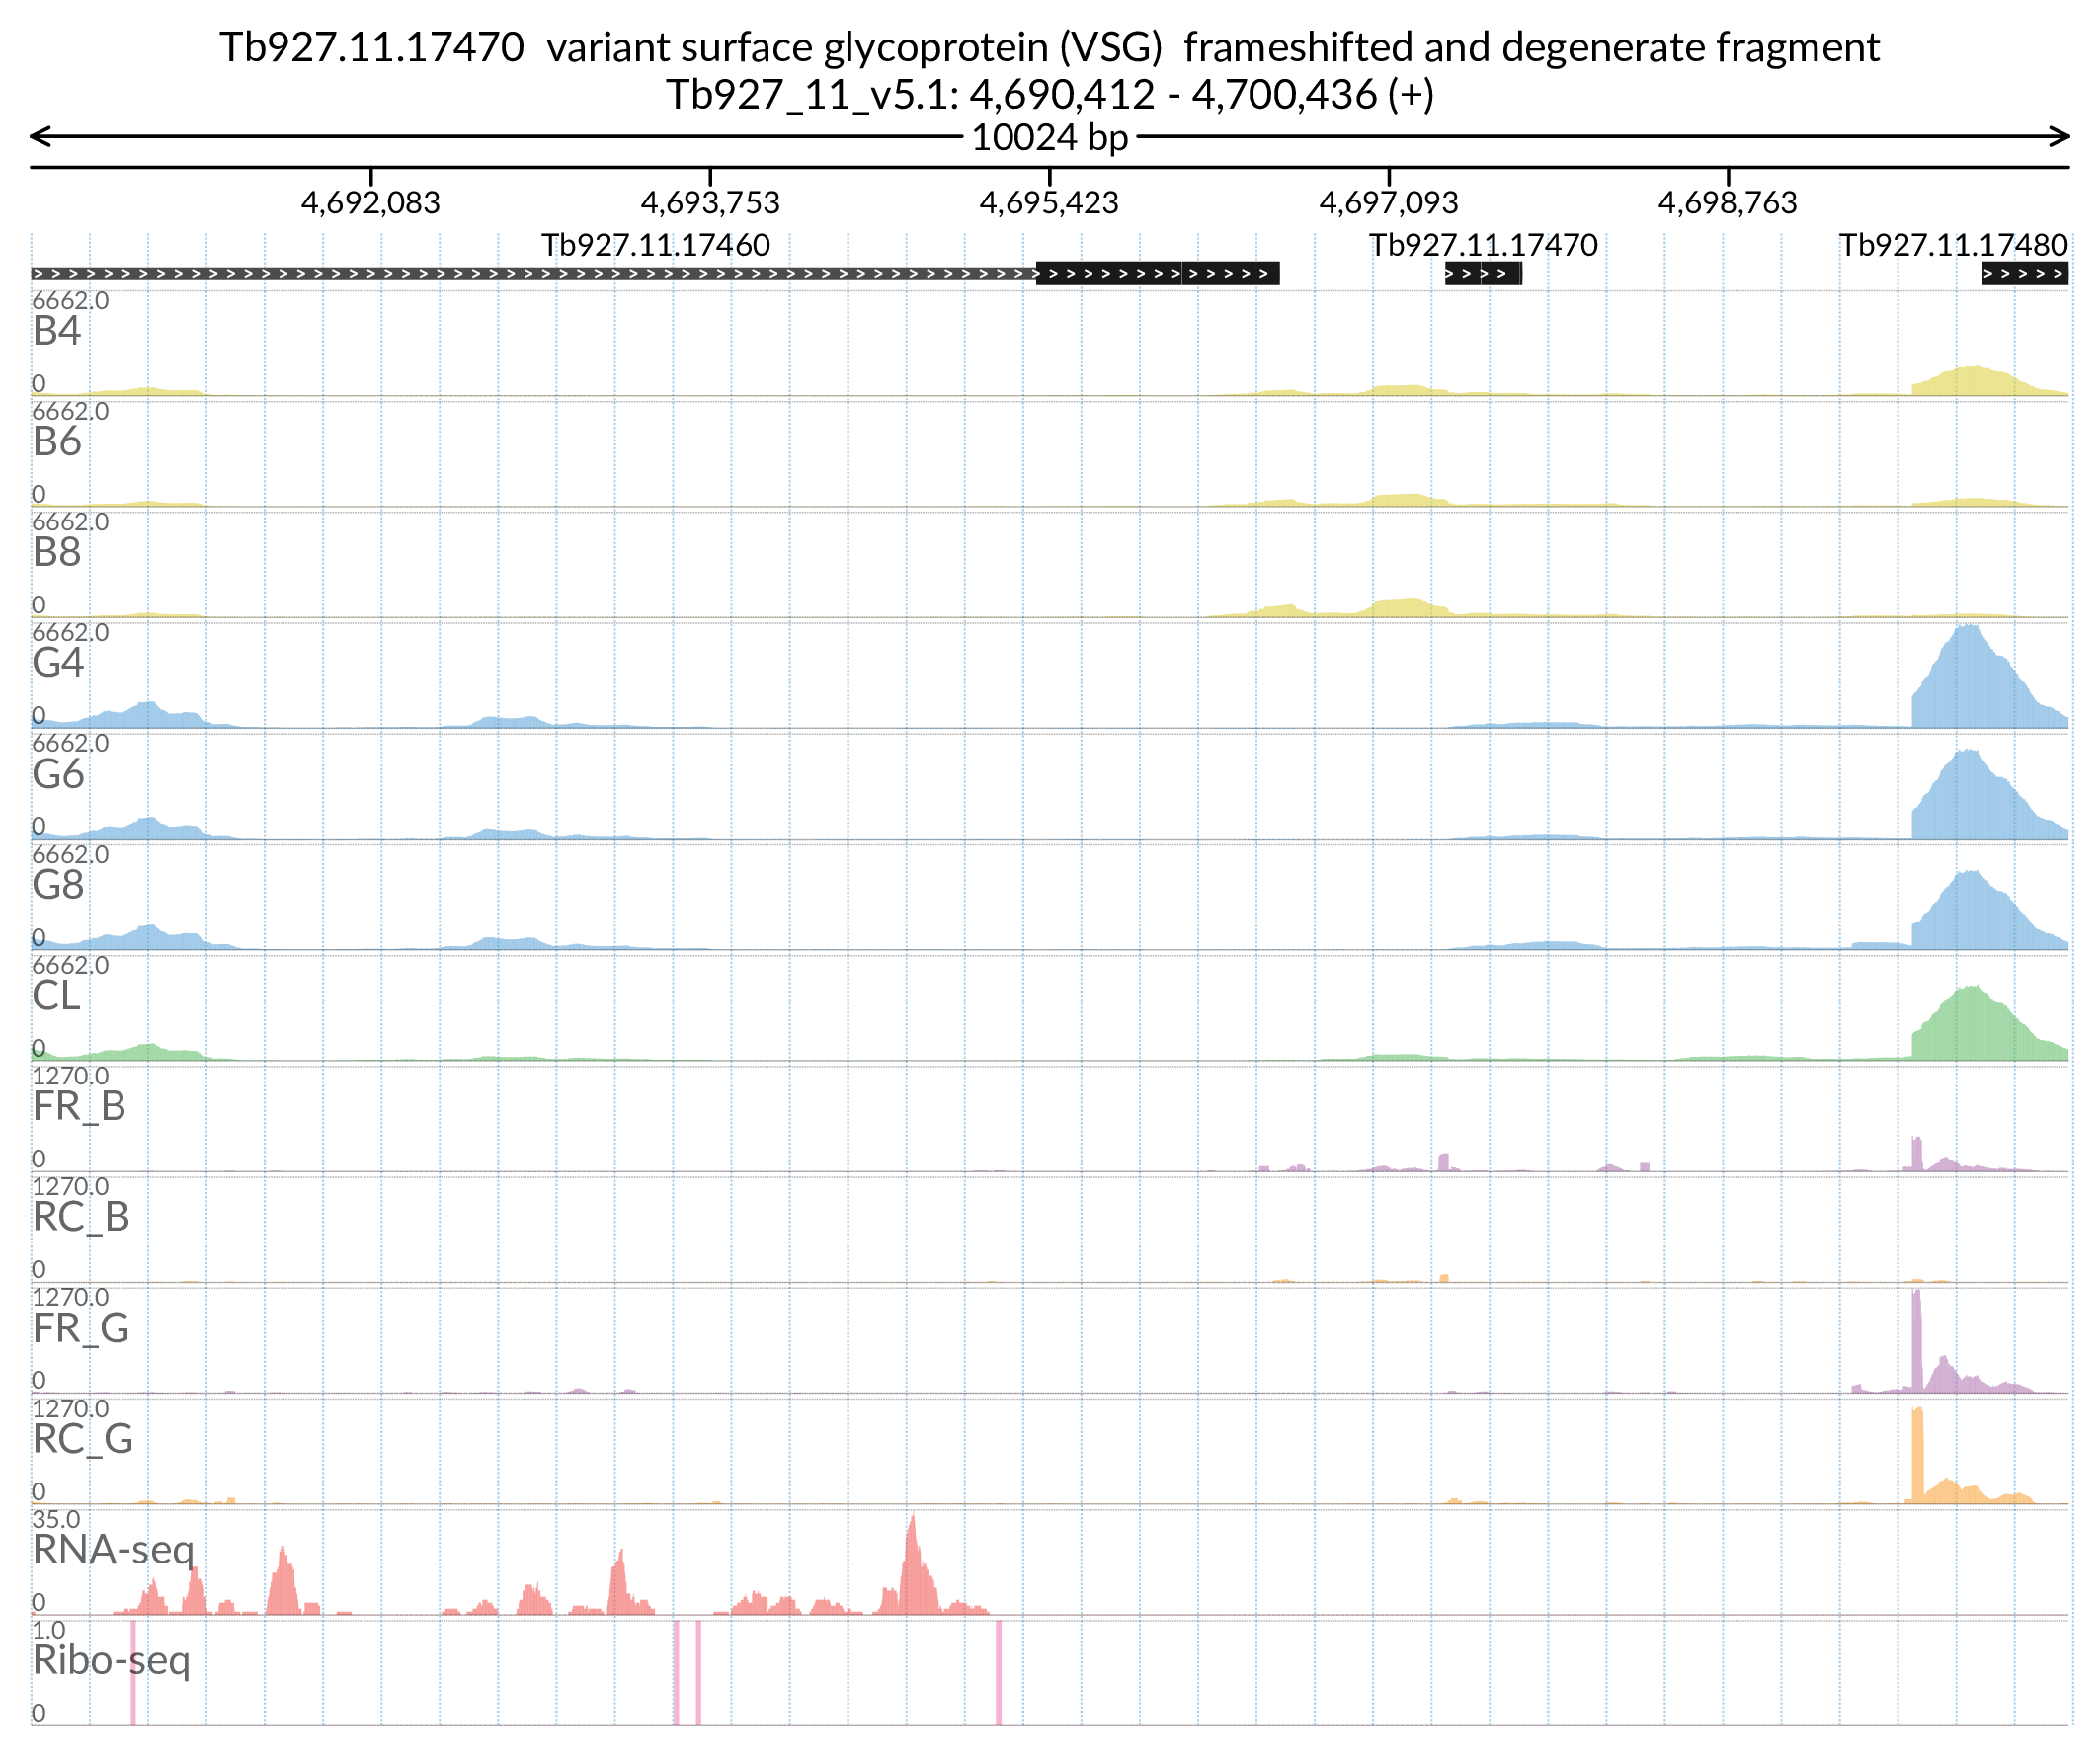 Tb927.11.17470 variant surface glycoprotein (VSG) frameshifted and degenerate fragment
Tb927_11_v5.1: 4,690,412 - 4,700,436 (+)
10024 bp
4,692,083 4,693,753 4,695,423 4,697,093 4,698,763
Tb927.11.17460 Tb927.11.17470 Tb927.11.17480
6662.0
B4
0
6662.0
B6
0
6662.0
B8
0
6662.0
G4
0
6662.0
G6
0
6662.0
G8
0
6662.0
CL
0
1270.0
FR_B
0
1270.0
RC_B
0
1270.0
FR_G
0
1270.0
RC_G
0
35.0
RNA-seq
0
1.0
Ribo-seq
0